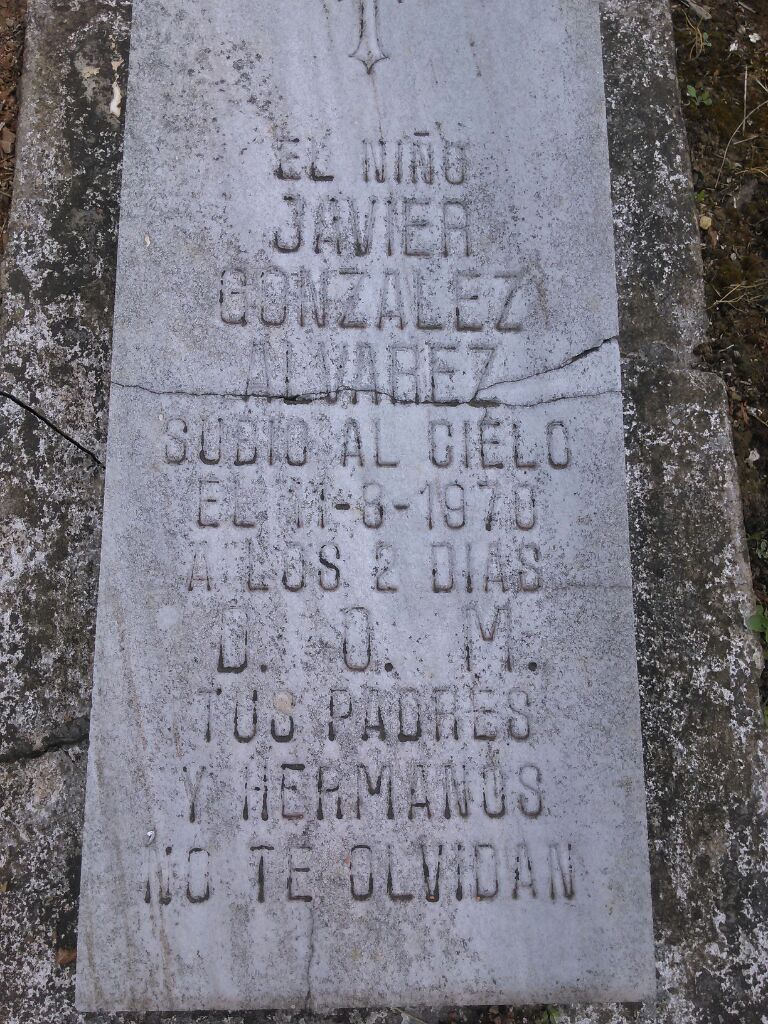 EL NIÑO
JAVIER
GONZALEZ
ALVAREZ
SUBIO AL CIELO
EL 11-8-1970
A LOS 2 DIAS
D. O. M.
TUS PADRES
Y HERMANOS
NO TE OLVIDAN